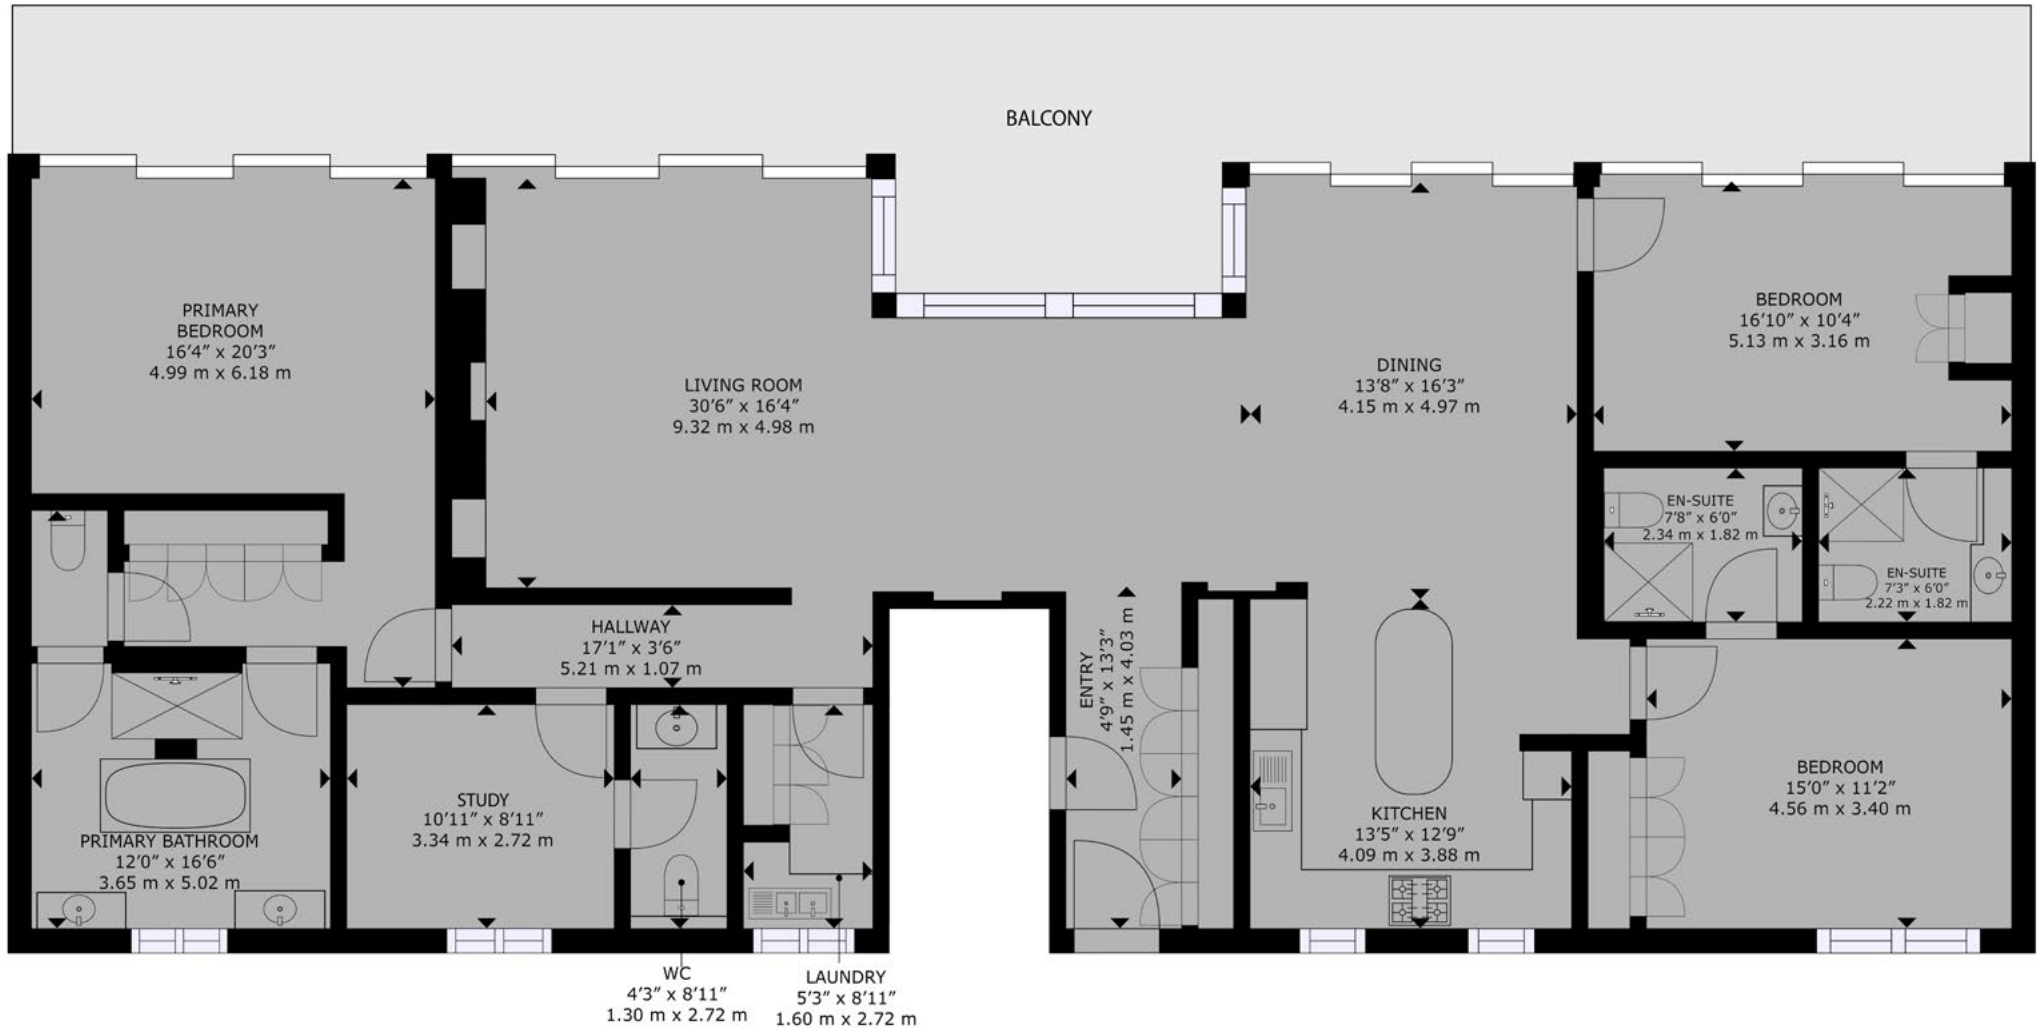 BALCONY
PRIMARY
BEDROOM
16'4" x 20'3"
4.99 m x 6.18 m
LIVING ROOM
30'6" x 16'4"
9.32 m x 4.98 m
DINING
13'8" x 16'3"
4.15 m x 4.97 m
BEDROOM
16'10" x 10'4"
5.13 m x 3.16 m
EN-SUITE
7'8" x 6'0"
2.34 m x 1.82 m
EN-SUITE
7'3" x 6'0"
2.22 m x 1.82 m
HALLWAY
17'1" x 3'6"
5.21 m x 1.07 m
ENTRY
4'9" x 13'3"
1.45 m x 4.03 m
PRIMARY BATHROOM
12'0" x 16'6"
3.65 m x 5.02 m
STUDY
10'11" x 8'11"
3.34 m x 2.72 m
KITCHEN
13'5" x 12'9"
4.09 m x 3.88 m
BEDROOM
15'0" x 11'2"
4.56 m x 3.40 m
WC
4'3" x 8'11"
1.30 m x 2.72 m
LAUNDRY
5'3" x 8'11"
1.60 m x 2.72 m